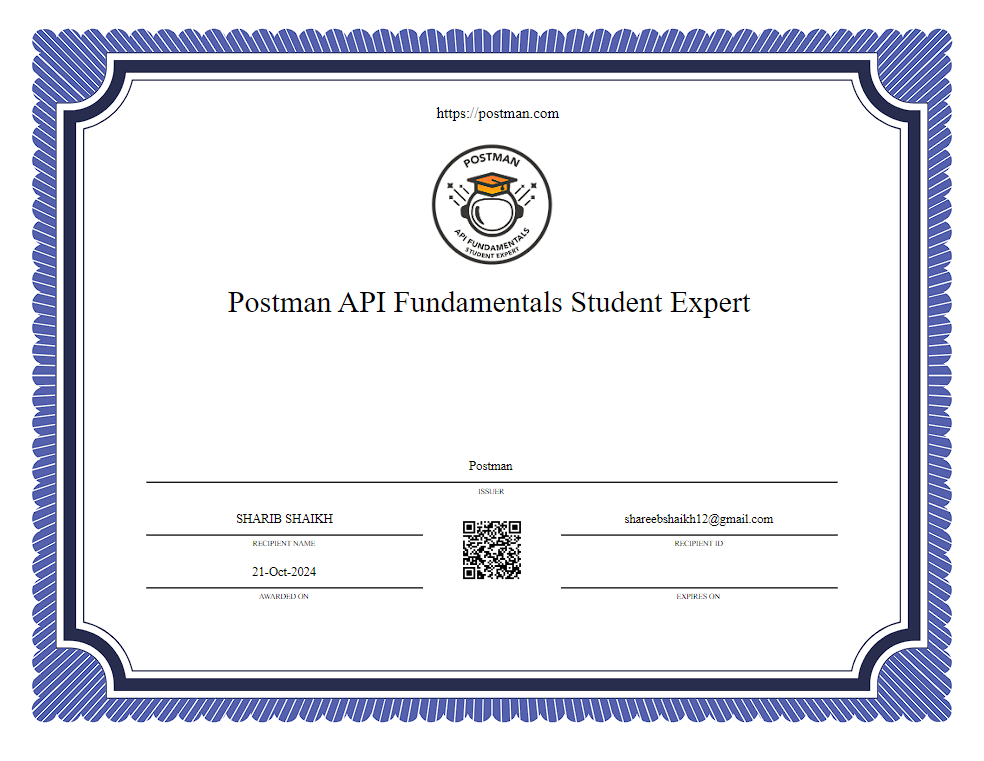 https://postman.com
POSTMAN
API FUNDAMENTALS
STUDENT EXPERT
Postman API Fundamentals Student Expert
Postman
ISSUER
SHARIB SHAIKH
shareebshaikh12@gmail.com
RECIPIENT NAME
RECIPIENT ID
21-Oct-2024
AWARDED ON
EXPIRES ON